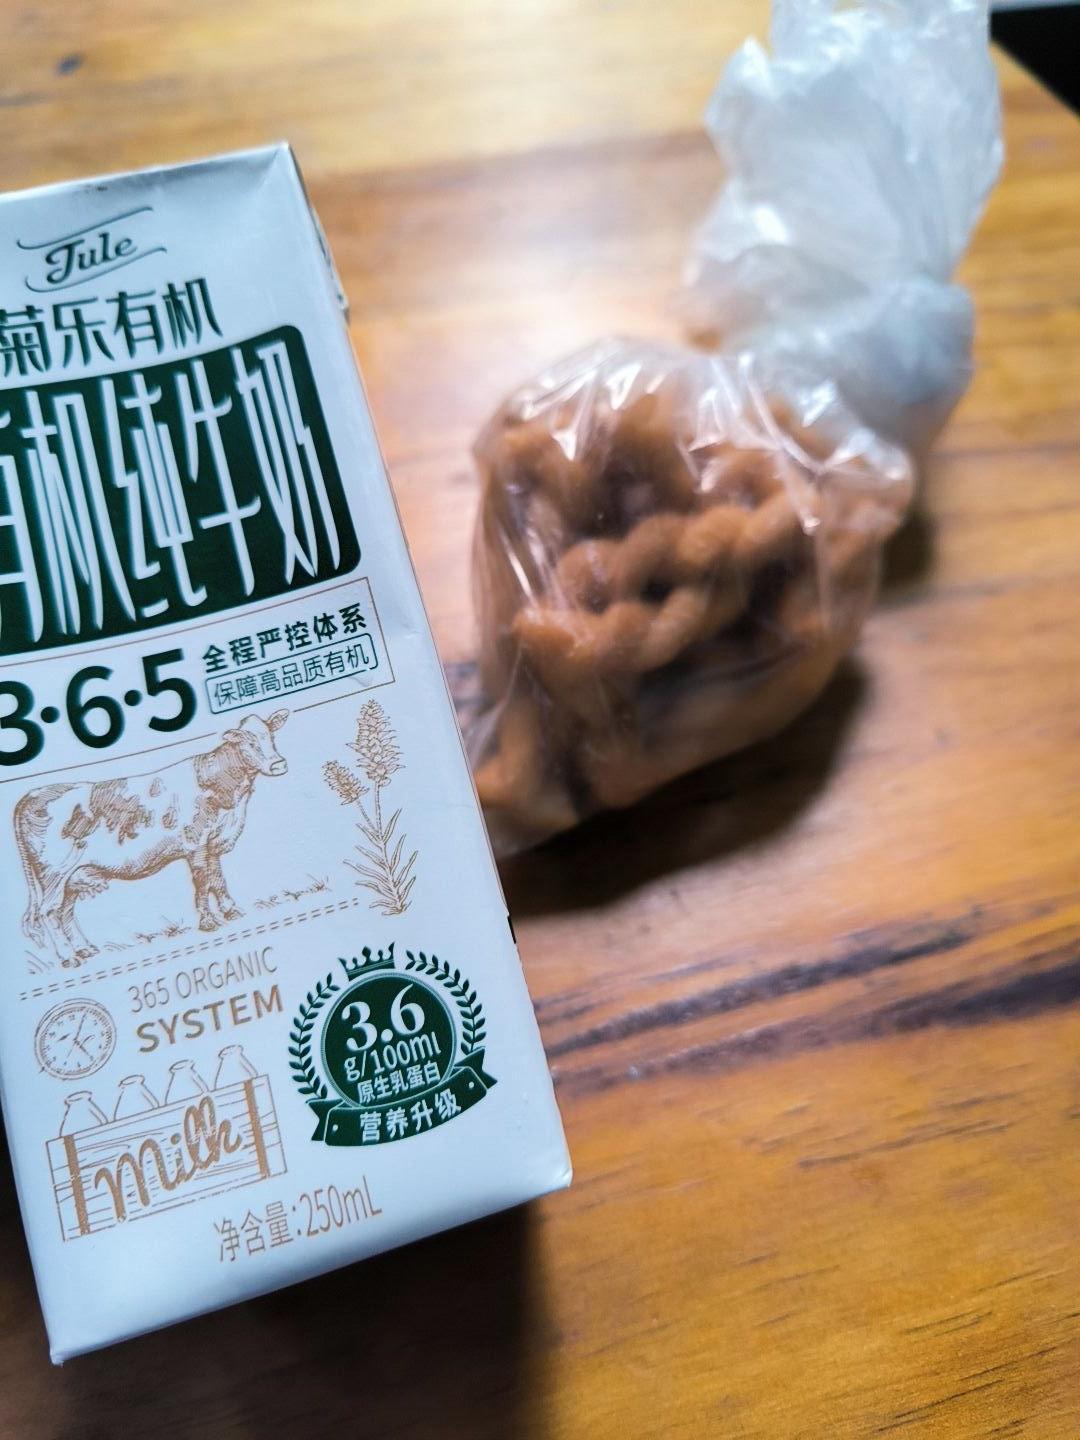 Jule
菊乐有机
有机纯牛奶
3·6·5
全程严控体系
保障高品质有机
365 ORGANIC
SYSTEM
3.6
g/100ml
原生乳蛋白
营养升级
milk
净含量:250mL